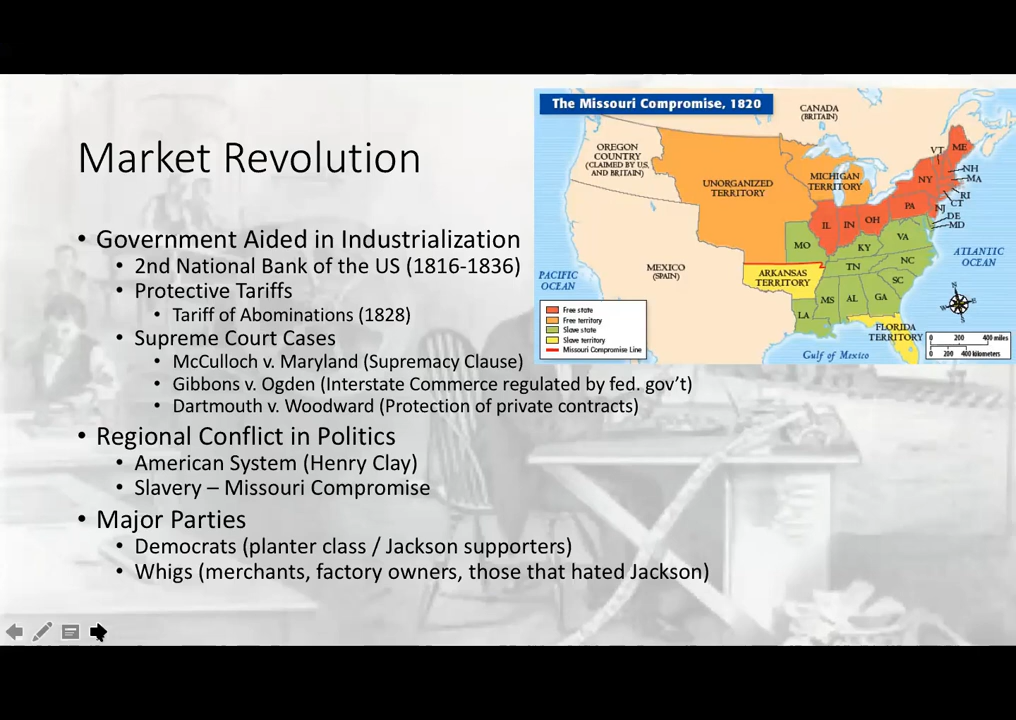 Market Revolution
• Government Aided in Industrialization
• 2nd National Bank of the US (1816-1836)
• Protective Tariffs
• Tariff of Abominations (1828)
• Supreme Court Cases
• McCulloch v. Maryland (Supremacy Clause)
• Gibbons v. Ogden (Interstate Commerce regulated by fed. gov’t)
• Dartmouth v. Woodward (Protection of private contracts)
• Regional Conflict in Politics
• American System (Henry Clay)
• Slavery – Missouri Compromise
• Major Parties
• Democrats (planter class / Jackson supporters)
• Whigs (merchants, factory owners, those that hated Jackson)
The Missouri Compromise, 1820
CANADA
(BRITAIN)
OREGON
COUNTRY
(CLAIMED BY U.S.
AND BRITAIN)
UNORGANIZED
TERRITORY
MICHIGAN
TERRITORY
VT
ME
NH
MA
NY
RI
CT
PA
NJ
DE
MD
IL
IN
OH
MO
KY
VA
NC
TN
SC
ARKANSAS
TERRITORY
MS
AL
GA
LA
FLORIDA
TERRITORY
MEXICO
(SPAIN)
PACIFIC
OCEAN
ATLANTIC
OCEAN
Gulf of Mexico
N
E
S
W
Free state
Free territory
Slave state
Slave territory
Missouri Compromise Line
0 200 400 miles
0 200 400 kilometers